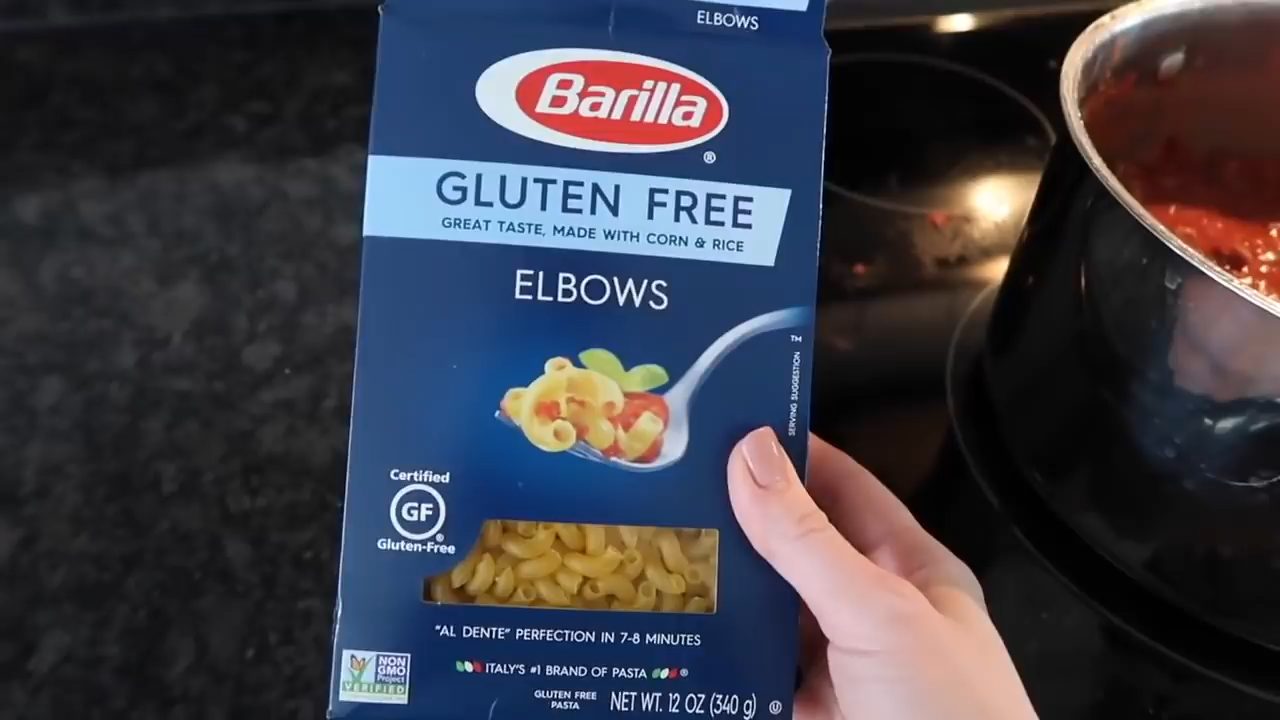 ELBOWS
Barilla
®
GLUTEN FREE
GREAT TASTE, MADE WITH CORN & RICE
ELBOWS
TM
SERVING SUGGESTION
Certified
GF
®
Gluten-Free
"AL DENTE" PERFECTION IN 7-8 MINUTES
ITALY'S #1 BRAND OF PASTA ®
NON
GMO
Project
VERIFIED
GLUTEN FREE
PASTA
NET WT. 12 OZ (340 g)
U